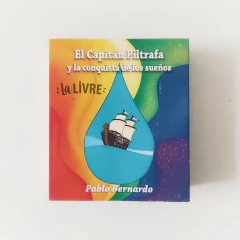 El Capitán Piltrafa
y la conquista de los sueños
:La LIVRE:
Pablo Bernardo